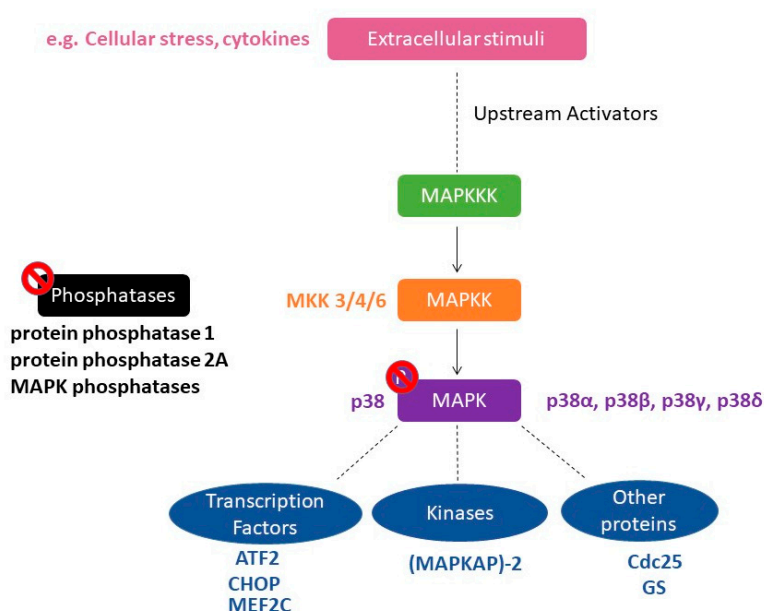 e.g. Cellular stress, cytokines
Extracellular stimuli
Upstream Activators
MAPKKK
Phosphatases
protein phosphatase 1
protein phosphatase 2A
MAPK phosphatases
MKK 3/4/6
MAPKK
p38
MAPK
p38α, p38β, p38γ, p38δ
Transcription
Factors
ATF2
CHOP
MEF2C
Kinases
(MAPKAP)-2
Other
proteins
Cdc25
GS